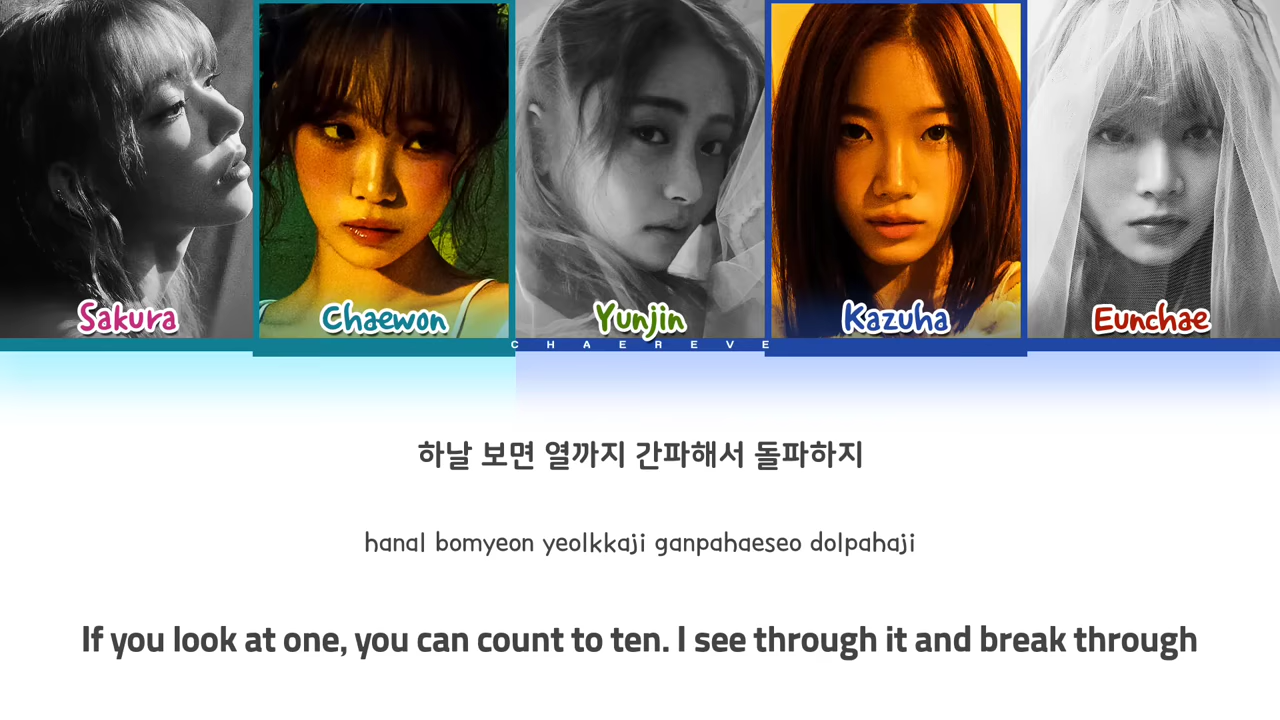 Sakura Chaewon Yunjin Kazuha Eunchae
CHAEREVE
하날 보면 열까지 간파해서 돌파하지
hanal bomyeon yeolkkaji ganpahaeseo dolpahaji
If you look at one, you can count to ten. I see through it and break through